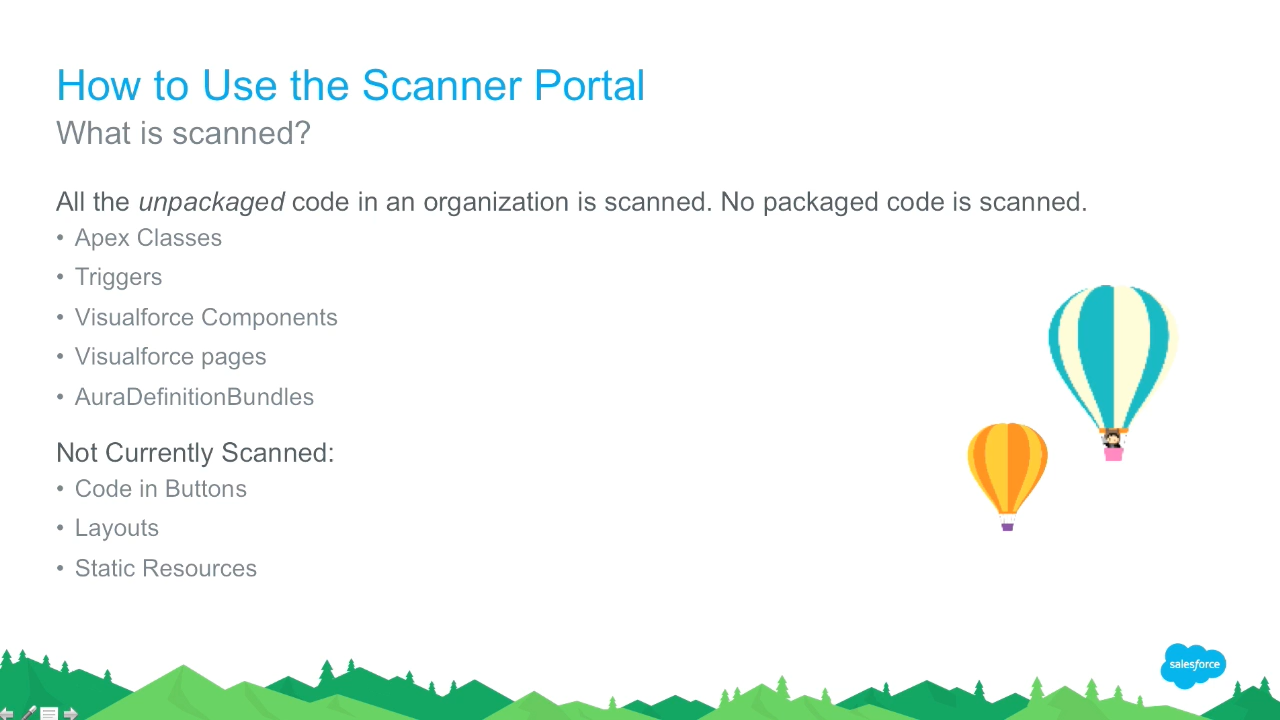 How to Use the Scanner Portal
What is scanned?
All the unpackaged code in an organization is scanned. No packaged code is scanned.
• Apex Classes
• Triggers
• Visualforce Components
• Visualforce pages
• AuraDefinitionBundles
Not Currently Scanned:
• Code in Buttons
• Layouts
• Static Resources
salesforce